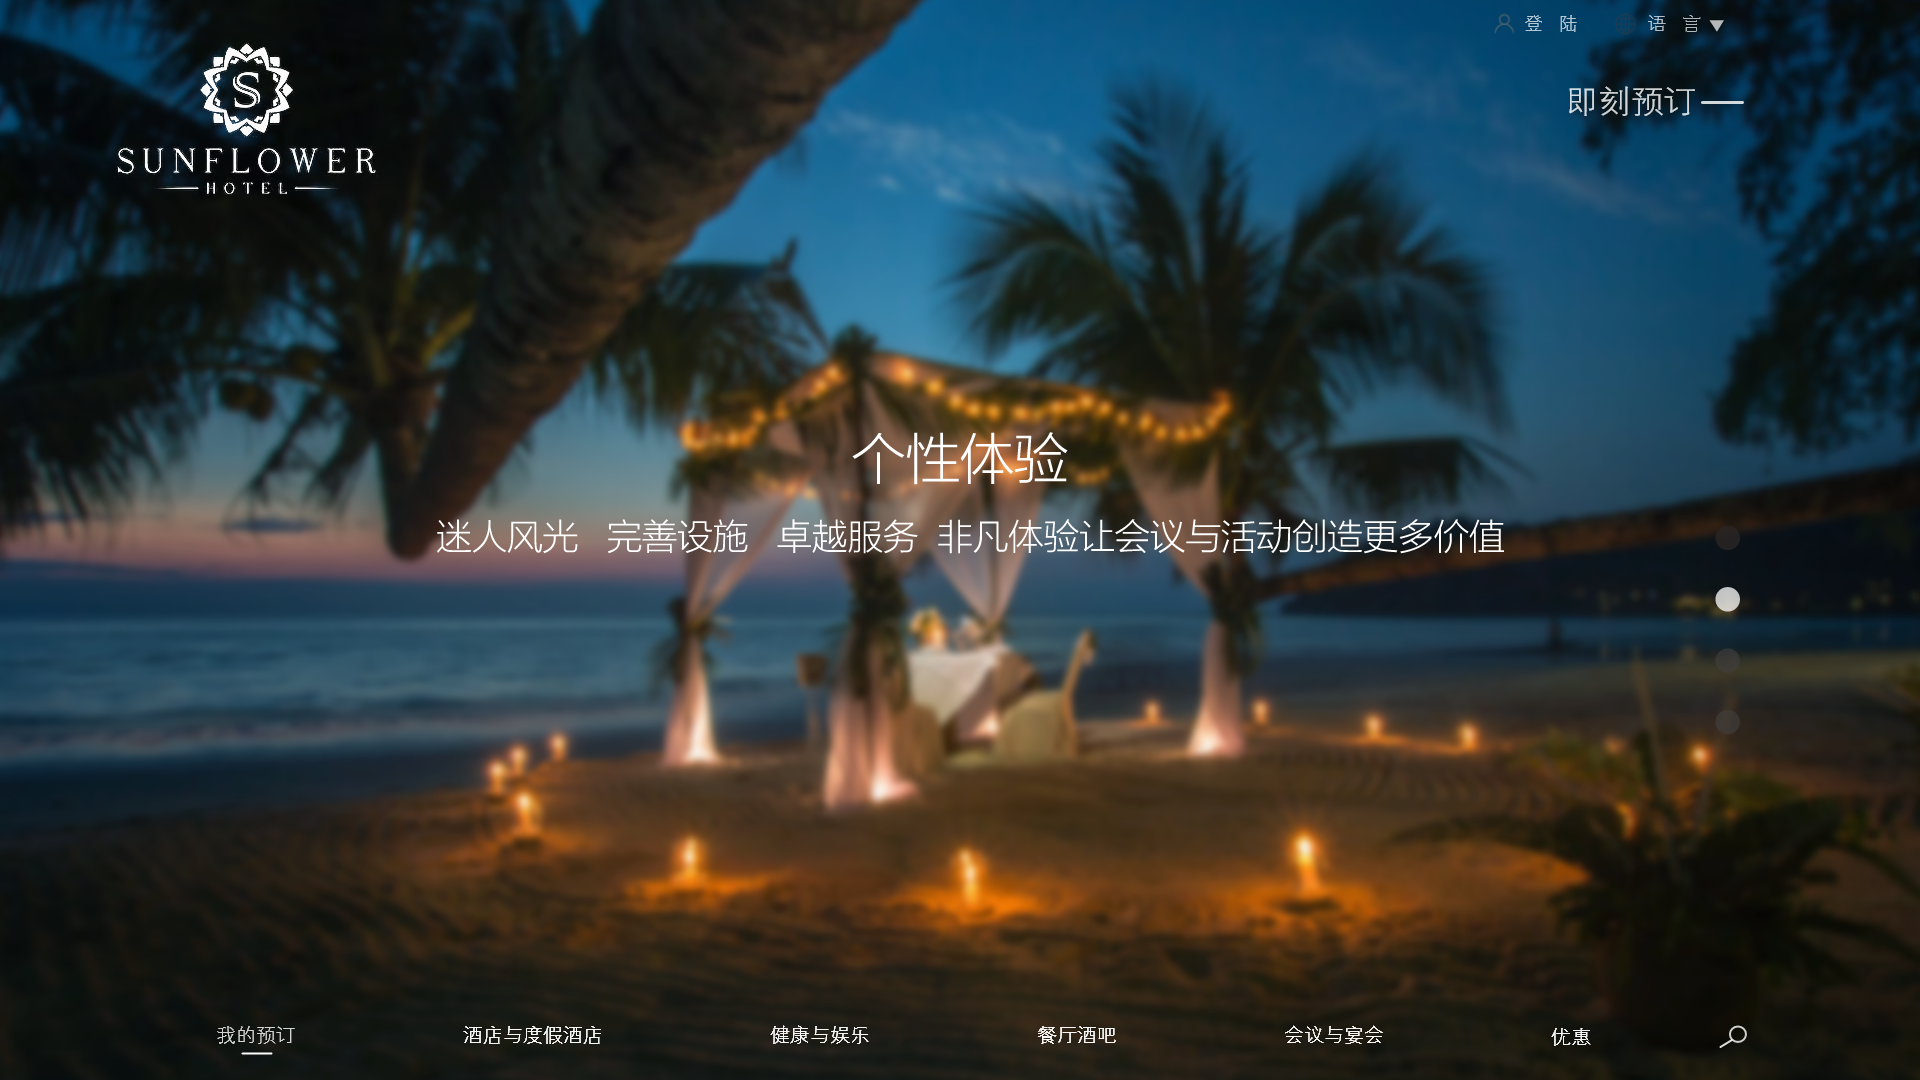 登 陆 语 言
即刻预订
S
SUNFLOWER
HOTEL
个性体验
迷人风光 完善设施 卓越服务 非凡体验让会议与活动创造更多价值
我的预订 酒店与度假酒店 健康与娱乐 餐厅酒吧 会议与宴会 优惠